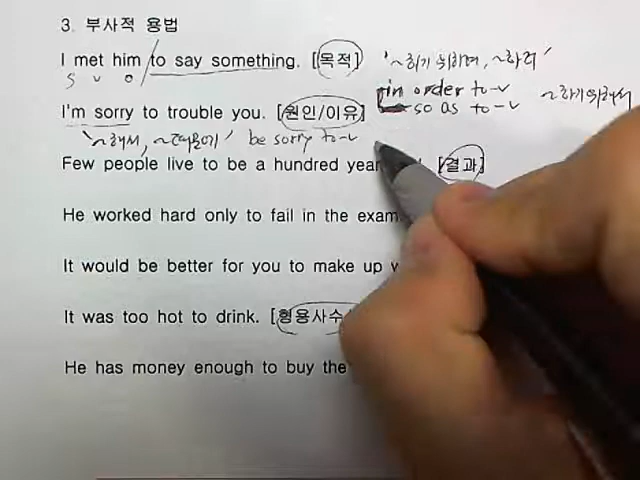 3. 부사적 용법
I met him to say something. [목적] '~하기 위하여, ~하러'
S V O
in order to-v
I'm sorry to trouble you. [원인/이유] so as to-v ~하기위해서
'~해서, ~때문에' be sorry to-v
Few people live to be a hundred year [결과]
He worked hard only to fail in the exam.
It would be better for you to make up
It was too hot to drink. [형용사수
He has money enough to buy the